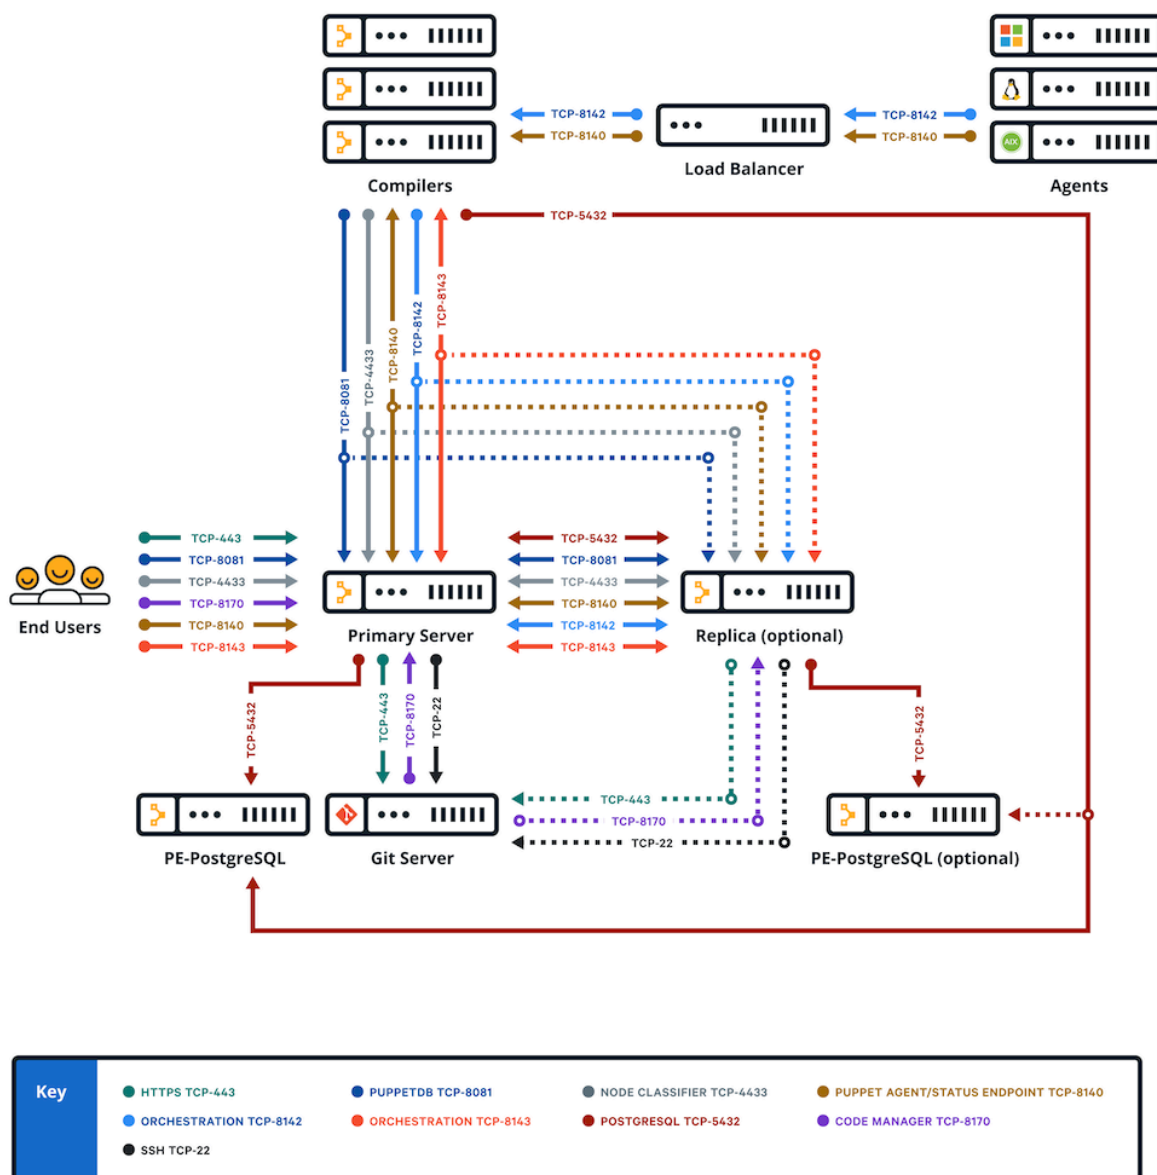 TCP-8142
TCP-8140
TCP-8142
TCP-8140
AIX
Load Balancer
Compilers
Agents
TCP-5432
TCP-8081
TCP-4433
TCP-8140
TCP-8142
TCP-8143
TCP-443
TCP-8081
TCP-4433
TCP-8170
TCP-8140
TCP-8143
TCP-5432
TCP-8081
TCP-4433
TCP-8140
TCP-8142
TCP-8143
End Users
Primary Server
Replica (optional)
TCP-5432
TCP-443
TCP-8170
TCP-22
TCP-5432
TCP-443
TCP-8170
TCP-22
PE-PostgreSQL
Git Server
PE-PostgreSQL (optional)
Key
HTTPS TCP-443
PUPPETDB TCP-8081
NODE CLASSIFIER TCP-4433
PUPPET AGENT/STATUS ENDPOINT TCP-8140
ORCHESTRATION TCP-8142
ORCHESTRATION TCP-8143
POSTGRESQL TCP-5432
CODE MANAGER TCP-8170
SSH TCP-22